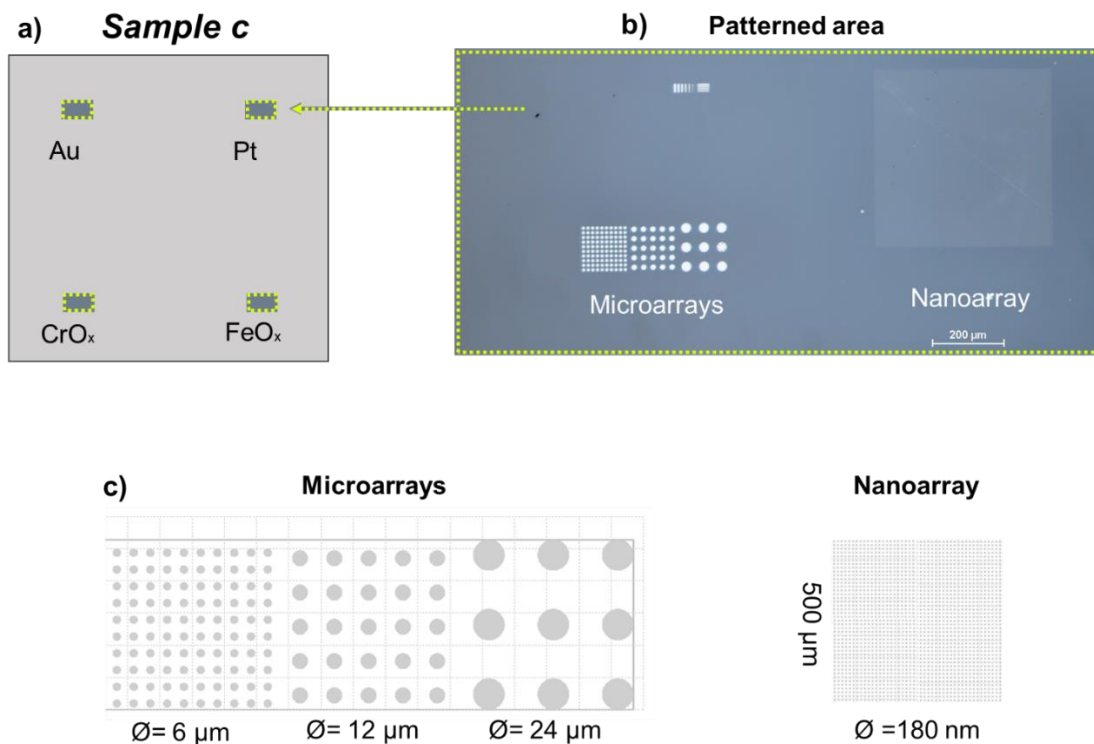 a) Sample c
Au
Pt
CrOₓ
FeOₓ
b) Patterned area
Microarrays
Nanoarray
200 µm
c) Microarrays
Ø= 6 µm
Ø= 12 µm
Ø= 24 µm
Nanoarray
500 µm
Ø =180 nm